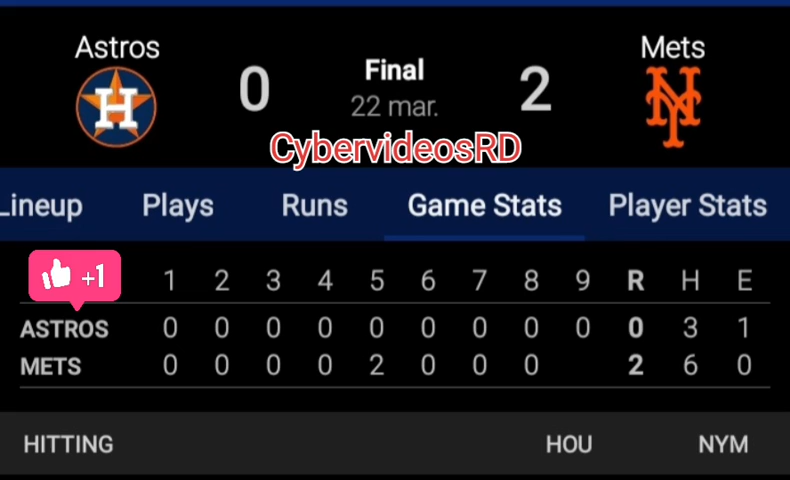 Astros
Mets
0
Final
2
22 mar.
CybervideosRD
Lineup Plays Runs Game Stats Player Stats
+1
1 2 3 4 5 6 7 8 9 R H E
ASTROS 0 0 0 0 0 0 0 0 0 0 3 1
METS 0 0 0 0 2 0 0 0 2 6 0
HITTING HOU NYM